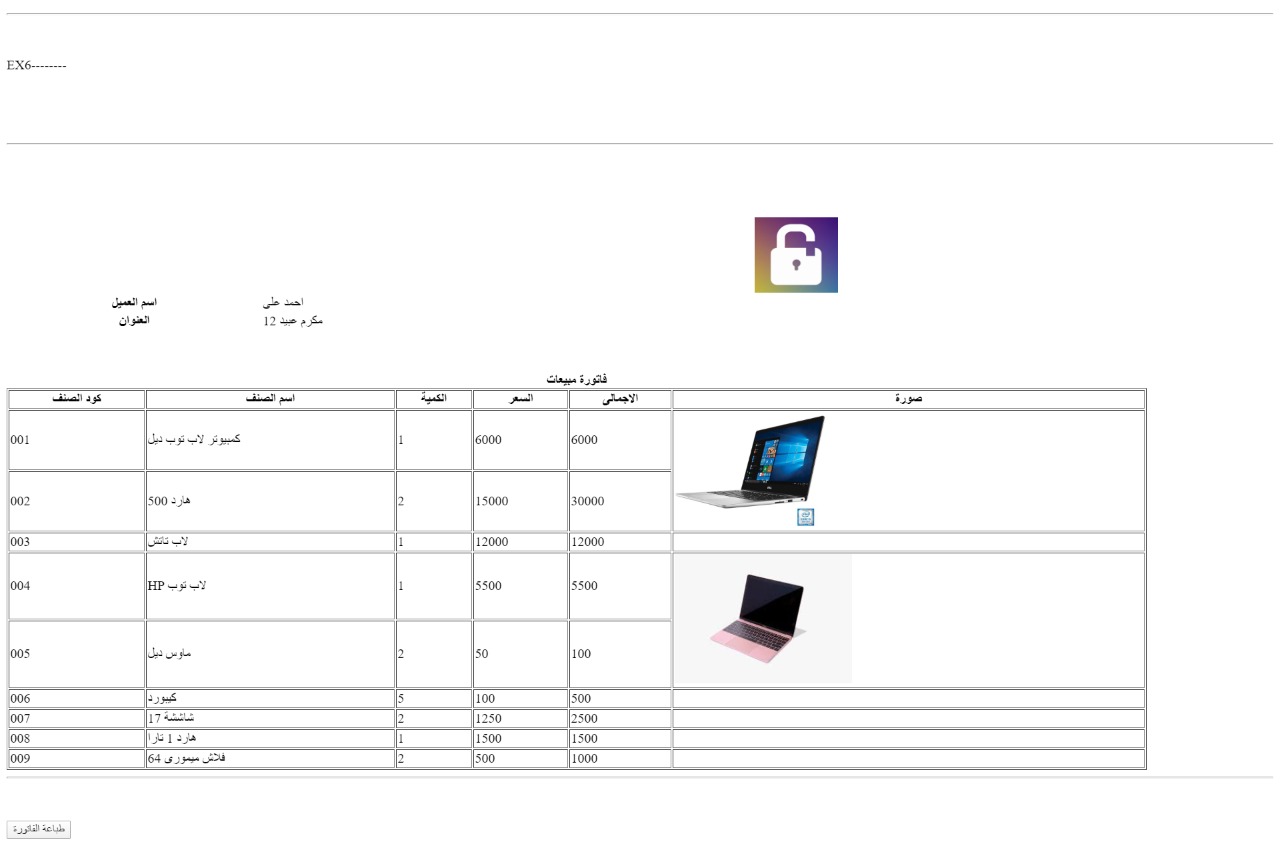 EX6--------
اسم العميل احمد على
العنوان مكرم عبيد 12
فاتورة مبيعات
كود الصنف اسم الصنف الكمية السعر الاجمالى صورة
001 كمبيوتر لاب توب ديل 1 6000 6000
002 هارد 500 2 15000 30000
003 لاب تاتش 1 12000 12000
004 لاب توب HP 1 5500 5500
005 ماوس ديل 2 50 100
006 كيبورد 5 100 500
007 شاششة 17 2 1250 2500
008 هارد 1 تارا 1 1500 1500
009 فلاش ميمورى 64 2 500 1000
طباعة الفاتورة